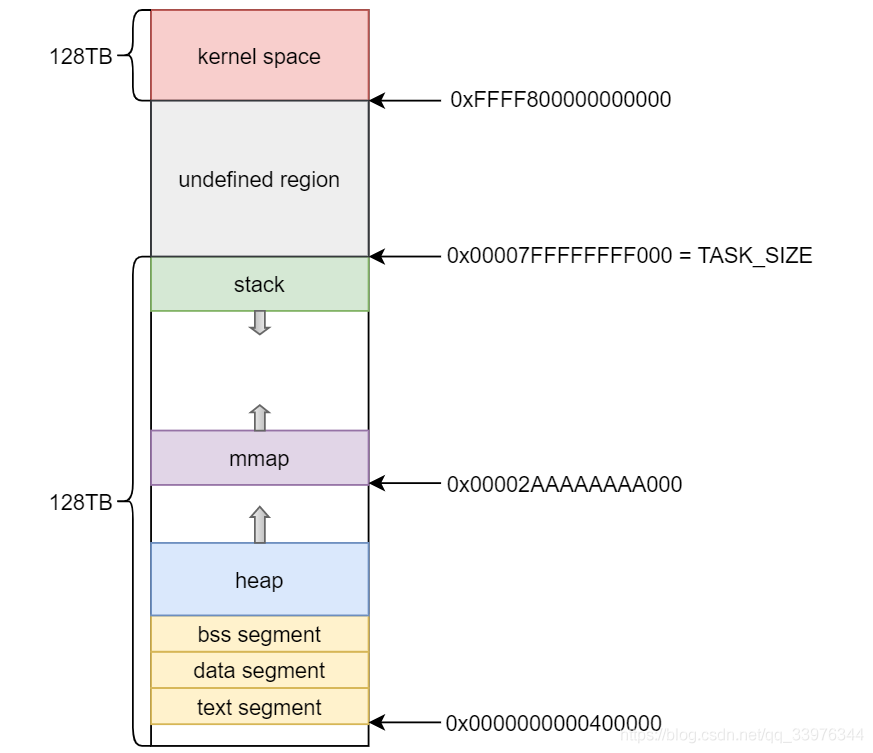 128TB
kernel space
0xFFFF800000000000
undefined region
0x00007FFFFFFFF000 = TASK_SIZE
stack
mmap
0x00002AAAAAAAA000
128TB
heap
bss segment
data segment
text segment
0x0000000000400000
https://blog.csdn.net/qq_33976344